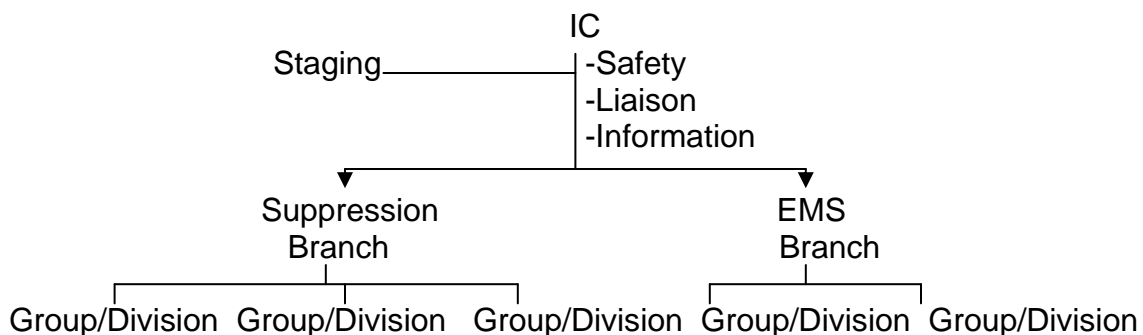 IC
Staging -Safety
-Liaison
-Information
Suppression EMS
Branch Branch
Group/Division Group/Division Group/Division Group/Division Group/Division